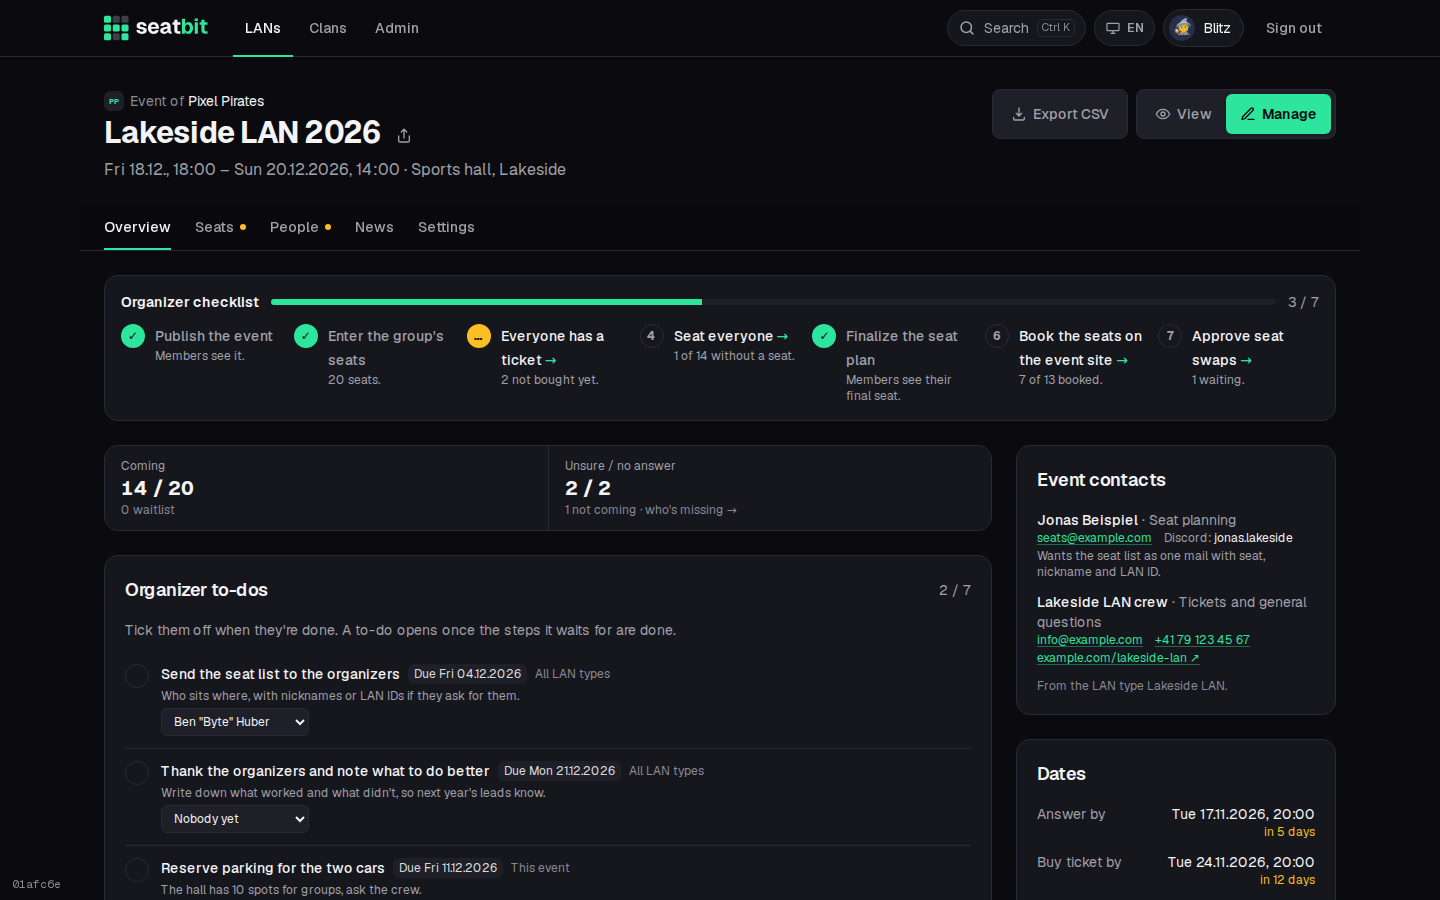 seatbit
LANs
Clans
Admin
Search Ctrl K
EN
Blitz
Sign out
PP Event of Pixel Pirates
Lakeside LAN 2026
Fri 18.12., 18:00 – Sun 20.12.2026, 14:00 · Sports hall, Lakeside
Export CSV
View
Manage
Overview
Seats
People
News
Settings
Organizer checklist
3 / 7
✓ Publish the event
Members see it.
✓ Enter the group's
seats
20 seats.
... Everyone has a
ticket →
2 not bought yet.
4 Seat everyone →
1 of 14 without a seat.
✓ Finalize the seat
plan
Members see their
final seat.
6 Book the seats on
the event site →
7 of 13 booked.
7 Approve seat
swaps →
1 waiting.
Coming
14 / 20
0 waitlist
Unsure / no answer
2 / 2
1 not coming · who's missing →
Organizer to-dos
2 / 7
Tick them off when they're done. A to-do opens once the steps it waits for are done.
Send the seat list to the organizers Due Fri 04.12.2026 All LAN types
Who sits where, with nicknames or LAN IDs if they ask for them.
Ben "Byte" Huber
Thank the organizers and note what to do better Due Mon 21.12.2026 All LAN types
Write down what worked and what didn't, so next year's leads know.
Nobody yet
Reserve parking for the two cars Due Fri 11.12.2026 This event
The hall has 10 spots for groups, ask the crew.
Event contacts
Jonas Beispiel · Seat planning
seats@example.com Discord: jonas.lakeside
Wants the seat list as one mail with seat,
nickname and LAN ID.
Lakeside LAN crew · Tickets and general
questions
info@example.com +41 79 123 45 67
example.com/lakeside-lan ↗
From the LAN type Lakeside LAN.
Dates
Answer by Tue 17.11.2026, 20:00
in 5 days
Buy ticket by Tue 24.11.2026, 20:00
in 12 days
01afc6e